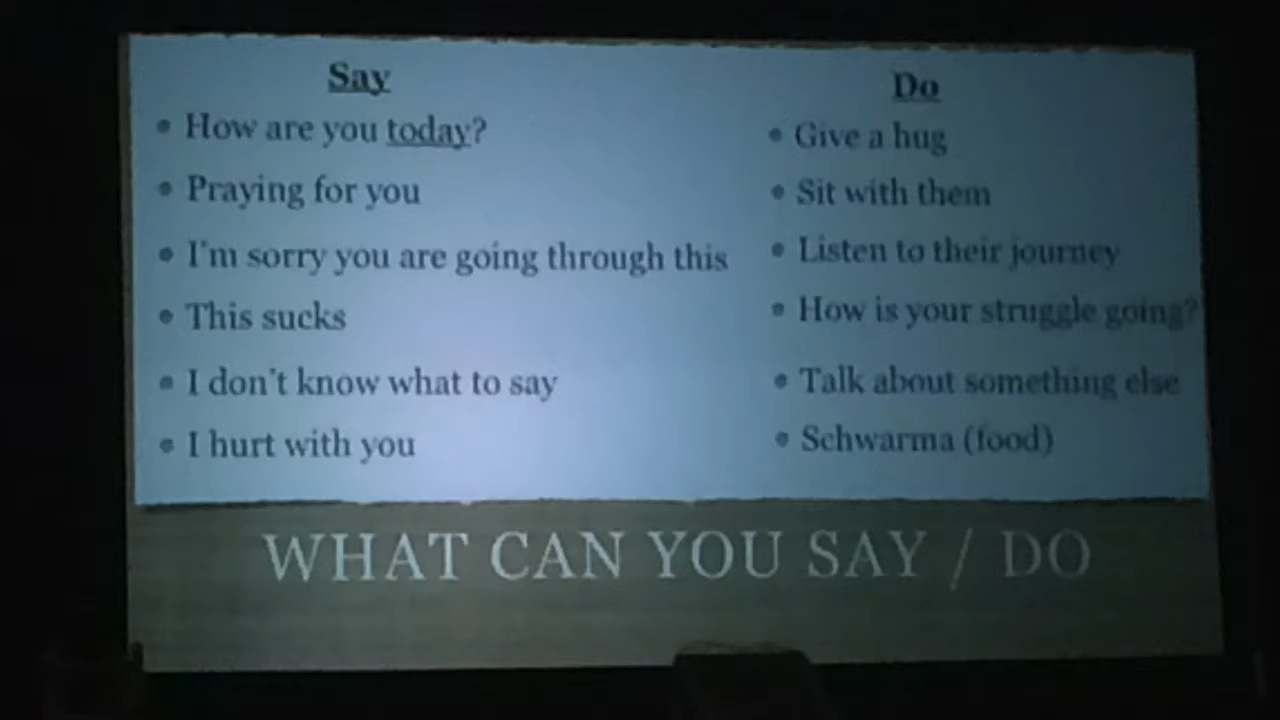 Say
• How are you today?
• Praying for you
• I'm sorry you are going through this
• This sucks
• I don't know what to say
• I hurt with you
Do
• Give a hug
• Sit with them
• Listen to their journey
• How is your struggle going?
• Talk about something else
• Schwarma (food)
WHAT CAN YOU SAY / DO